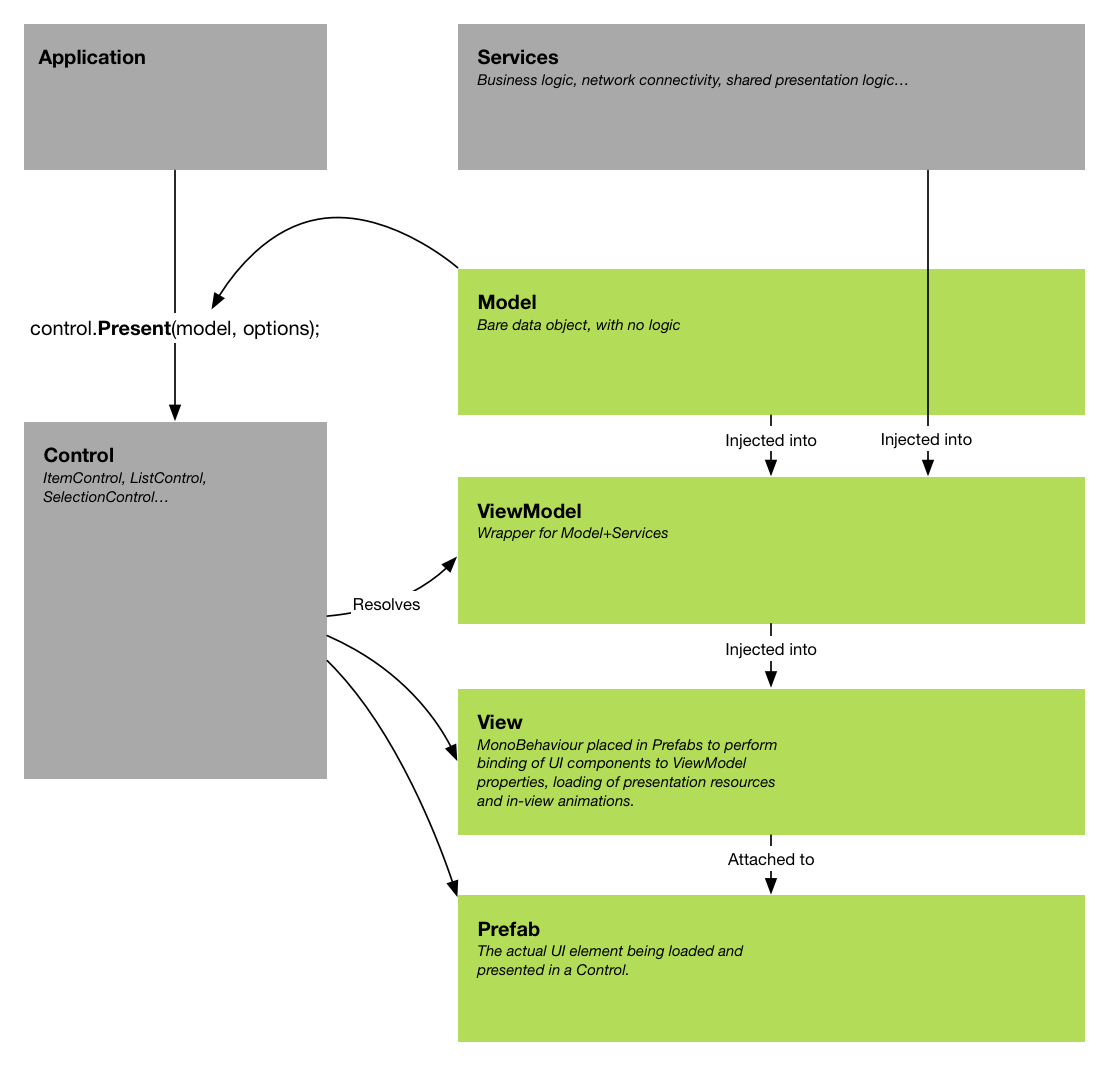 Application
Services
Business logic, network connectivity, shared presentation logic…
Model
Bare data object, with no logic
control.Present(model, options);
Injected into
Injected into
Control
ItemControl, ListControl,
SelectionControl…
ViewModel
Wrapper for Model+Services
Resolves
Injected into
View
MonoBehaviour placed in Prefabs to perform
binding of UI components to ViewModel
properties, loading of presentation resources
and in-view animations.
Attached to
Prefab
The actual UI element being loaded and
presented in a Control.